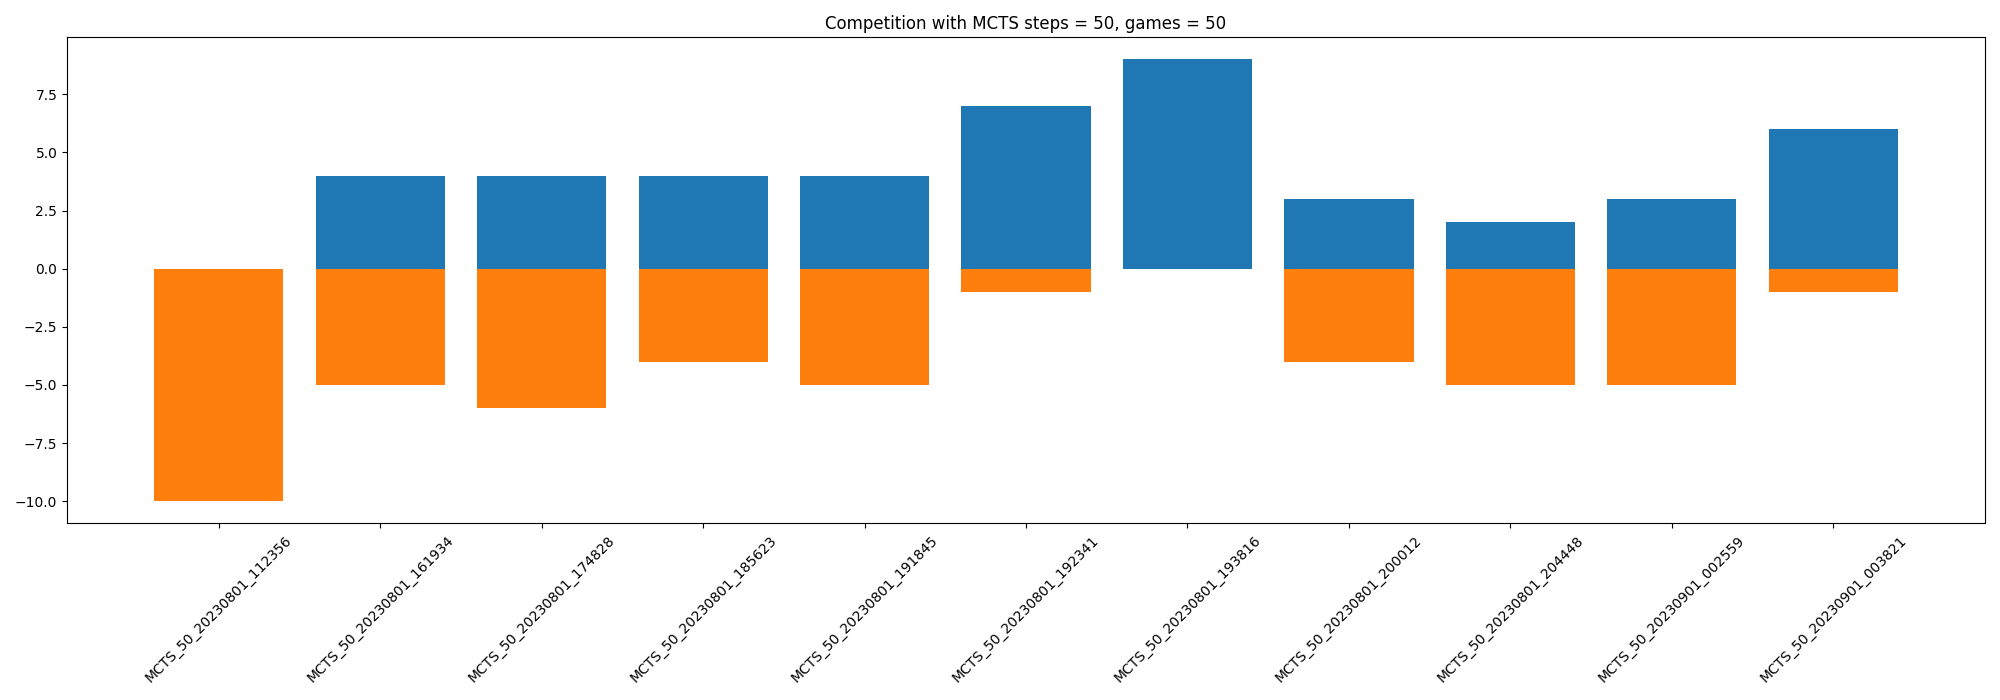 Competition with MCTS steps = 50, games = 50
7.5
5.0
2.5
0.0
−2.5
−5.0
−7.5
−10.0
MCTS_50_20230801_112356
MCTS_50_20230801_161934
MCTS_50_20230801_174828
MCTS_50_20230801_185623
MCTS_50_20230801_191845
MCTS_50_20230801_192341
MCTS_50_20230801_193816
MCTS_50_20230801_200012
MCTS_50_20230801_204448
MCTS_50_20230901_002559
MCTS_50_20230901_003821